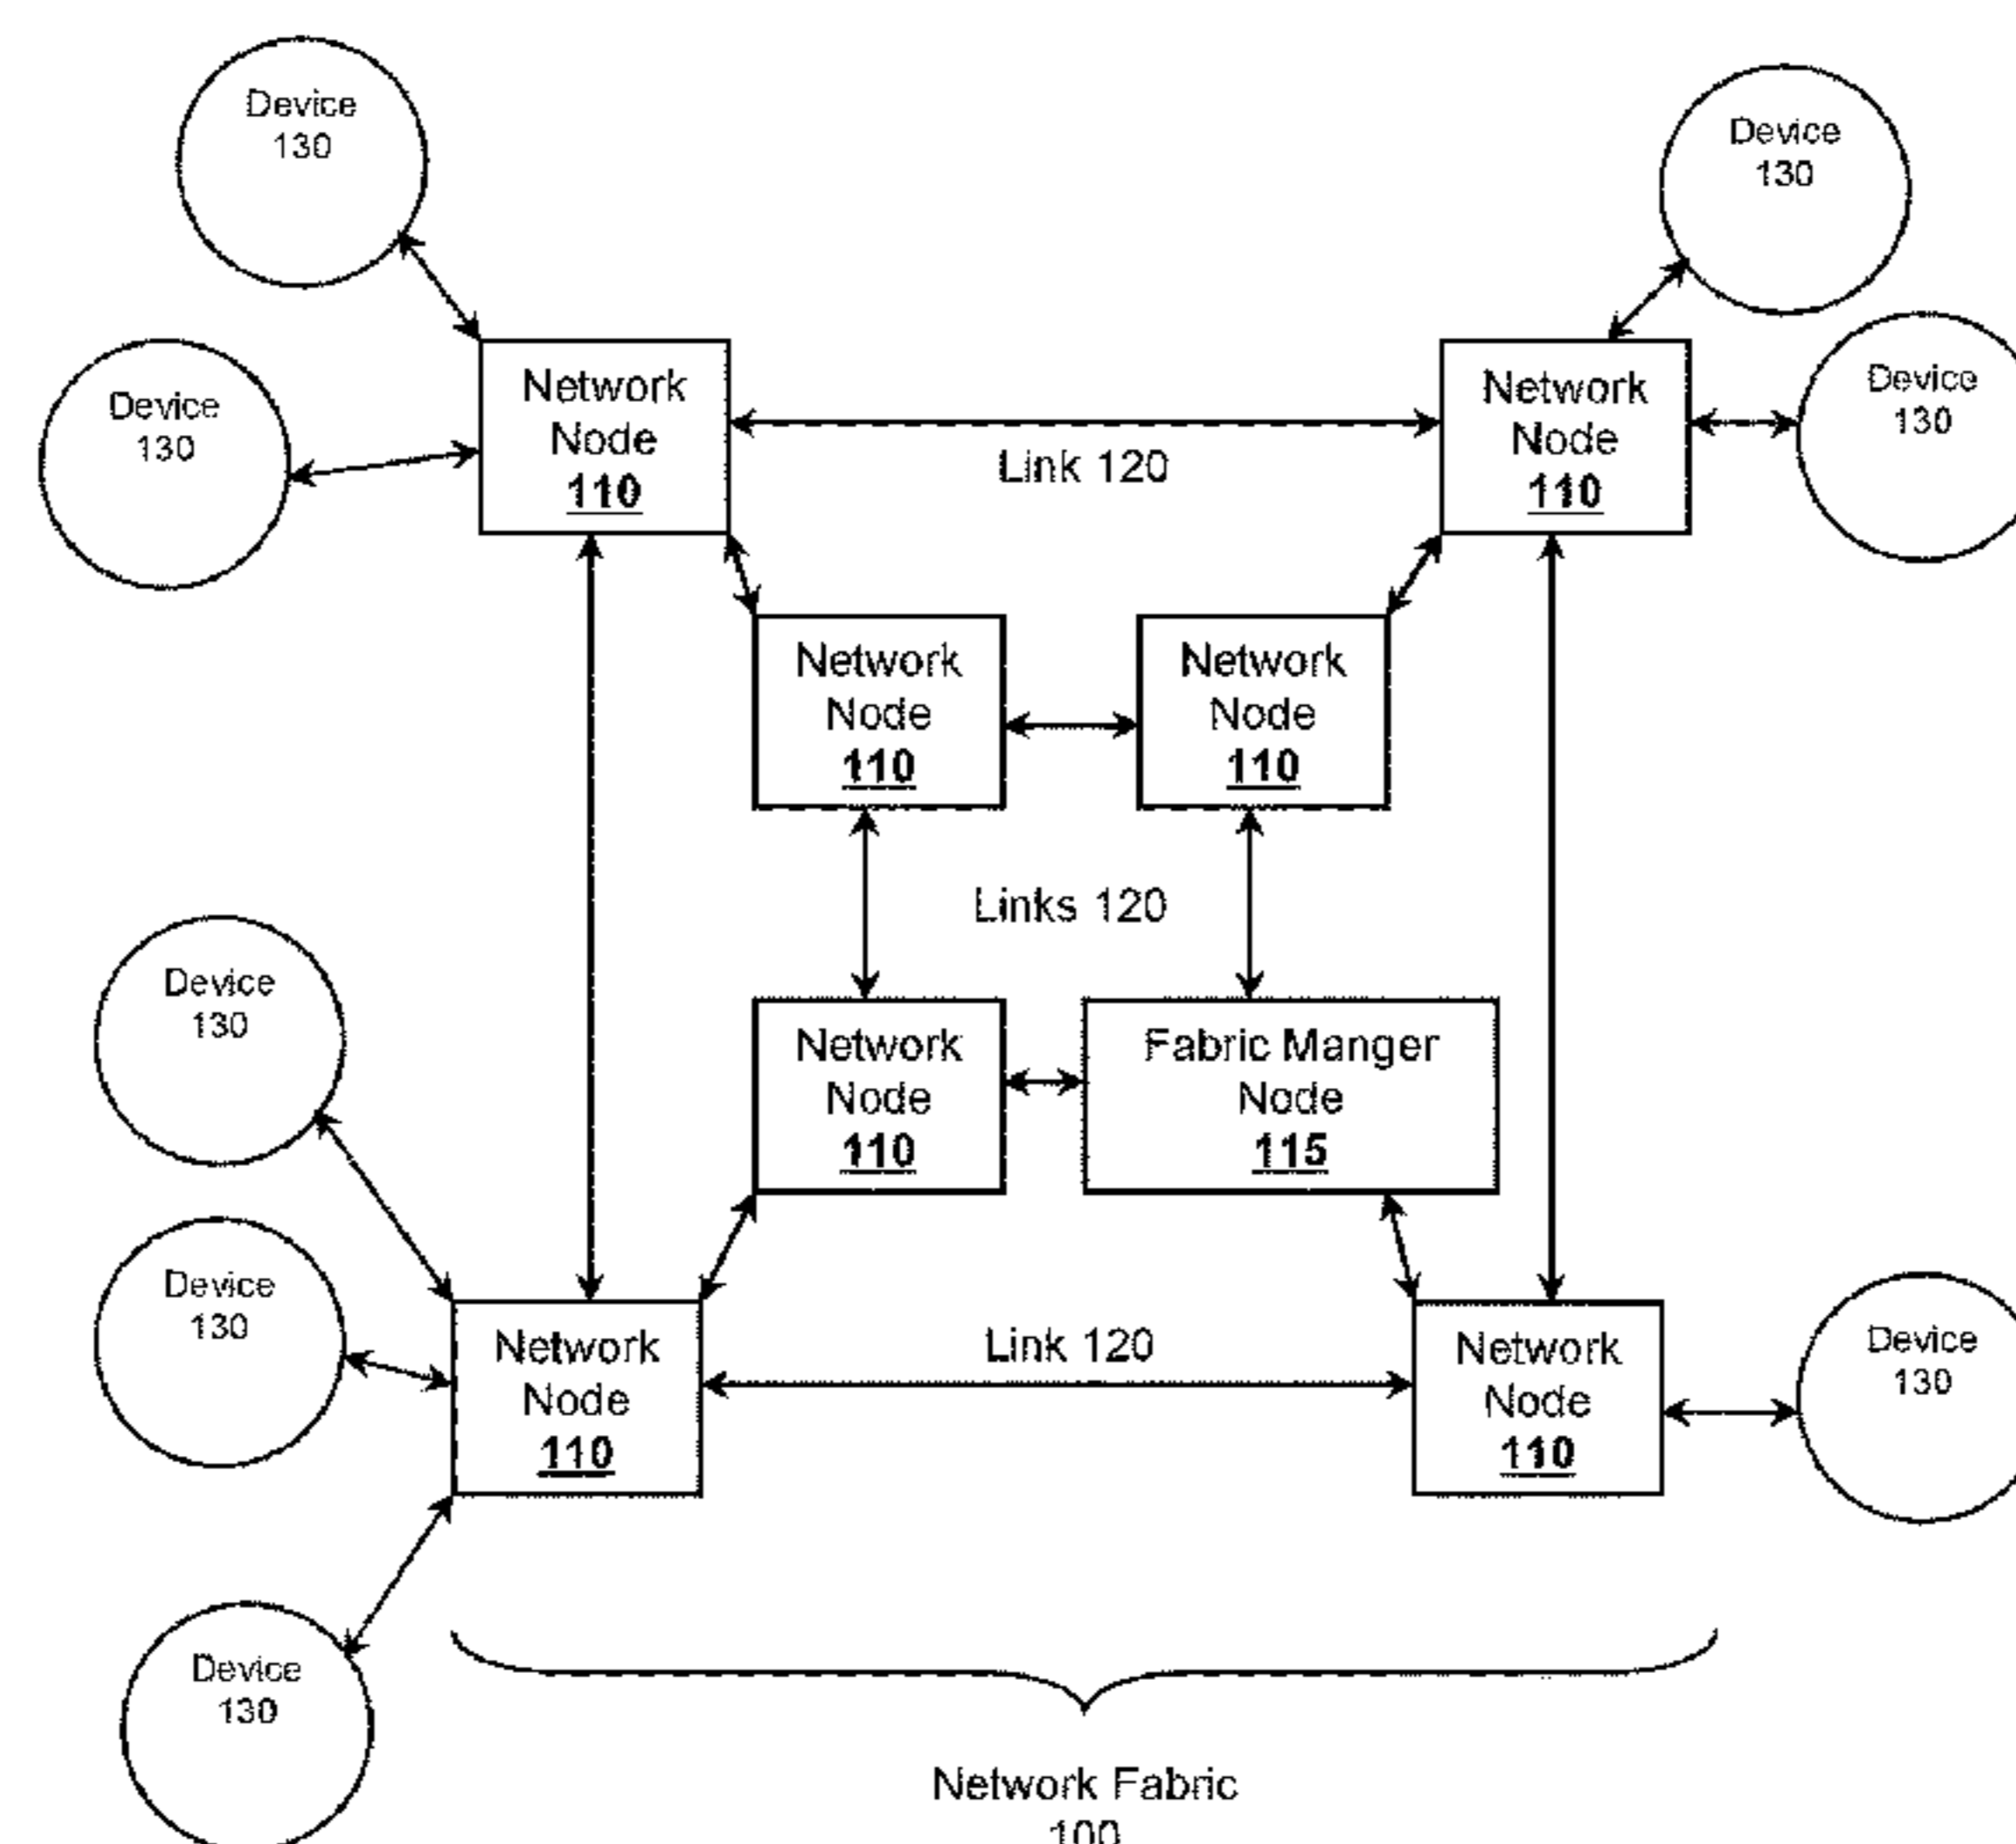 Device
130
Device
130
Device
130
Device
130
Network
Node
110
Link 120
Network
Node
110
Network
Node
110
Network
Node
110
Links 120
Network
Node
110
Fabric Manger
Node
115
Device
130
Device
130
Device
130
Network
Node
110
Link 120
Network
Node
110
Device
130
Network Fabric
100